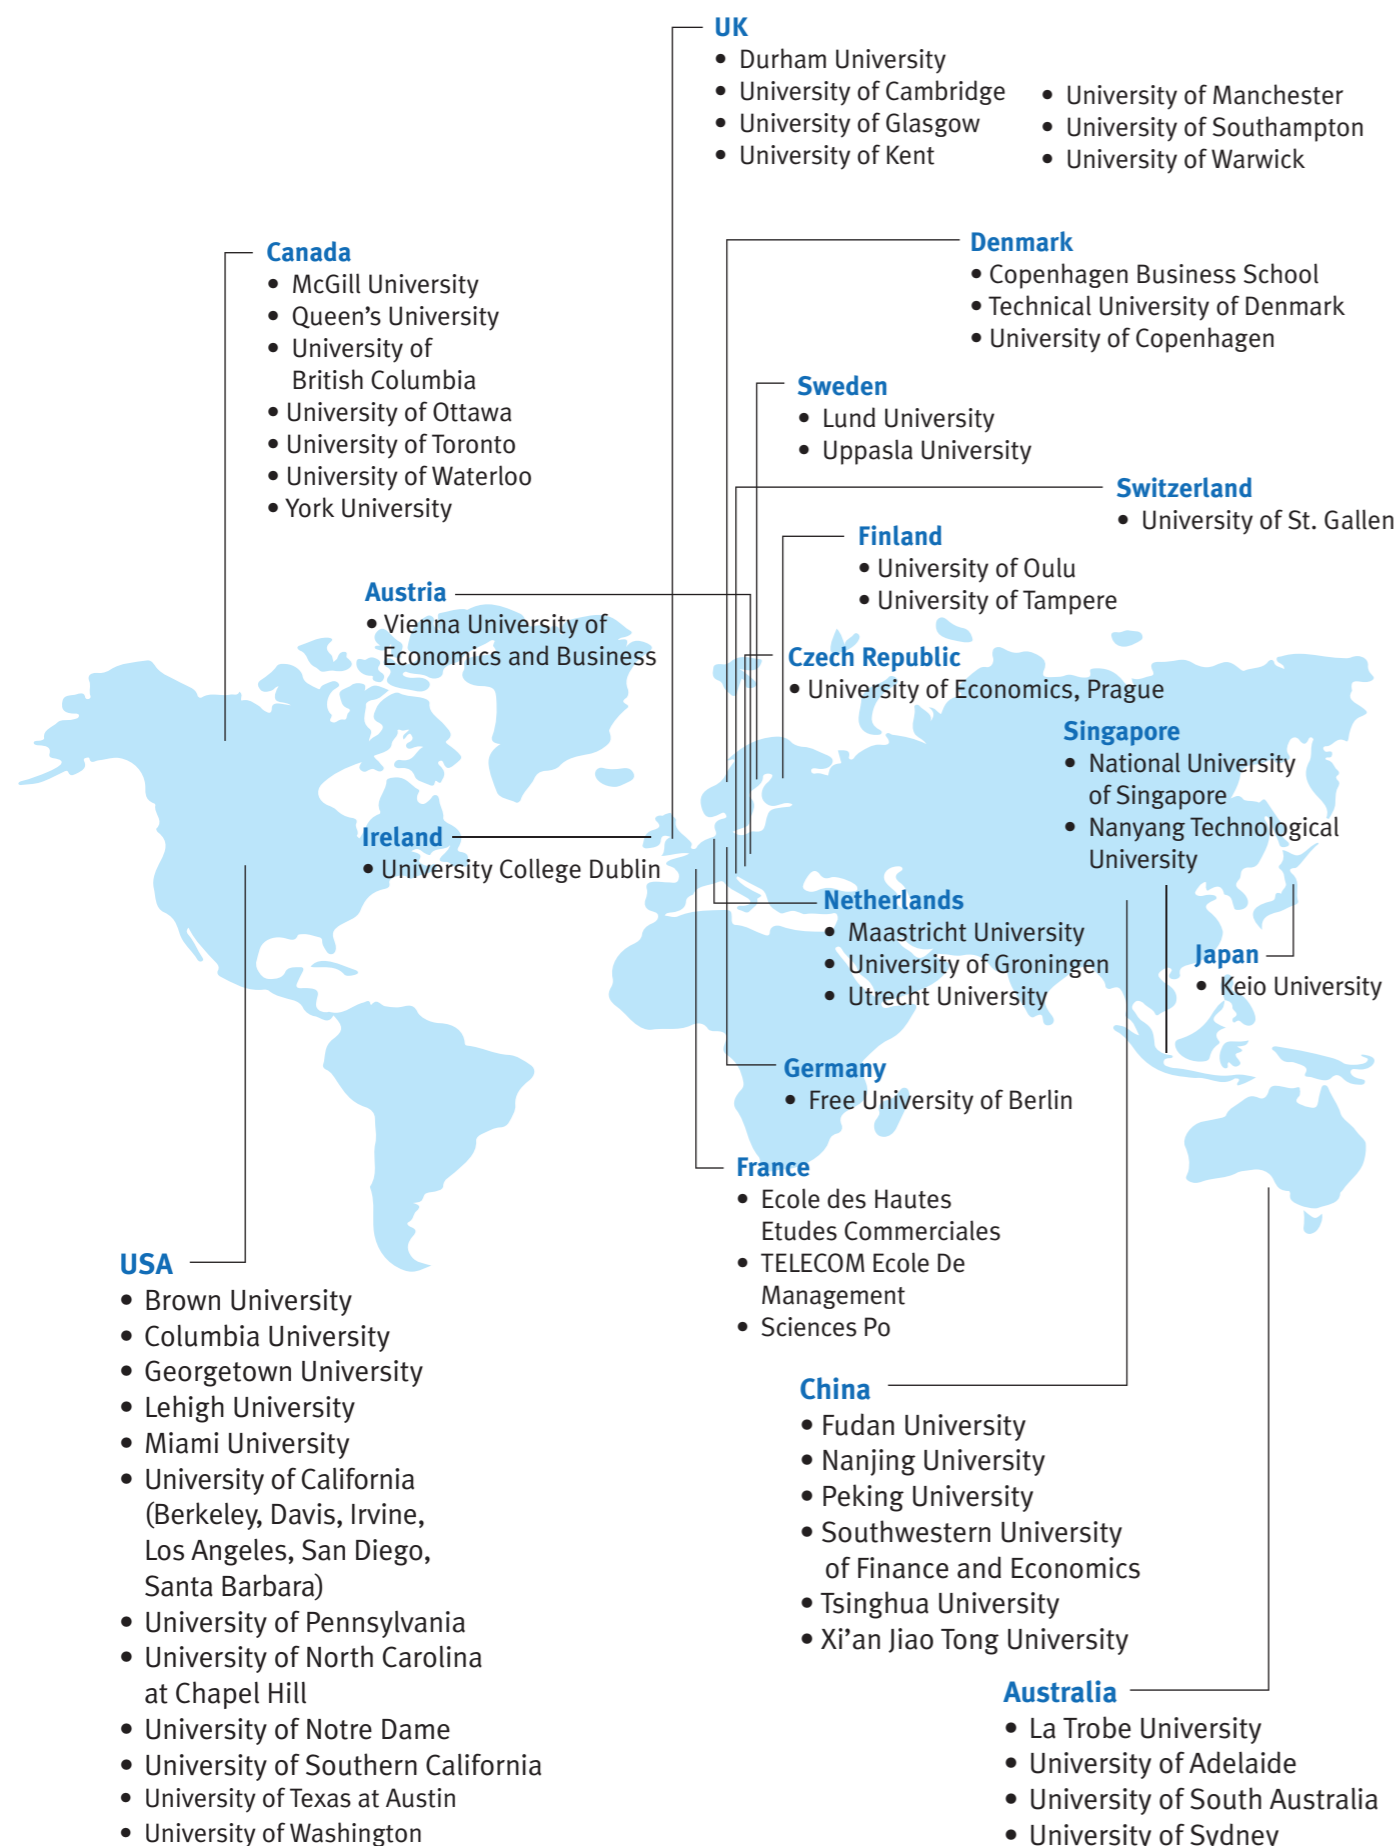 UK
• Durham University
• University of Cambridge
• University of Glasgow
• University of Kent
• University of Manchester
• University of Southampton
• University of Warwick
Canada
• McGill University
• Queen’s University
• University of
British Columbia
• University of Ottawa
• University of Toronto
• University of Waterloo
• York University
Denmark
• Copenhagen Business School
• Technical University of Denmark
• University of Copenhagen
Sweden
• Lund University
• Uppasla University
Switzerland
• University of St. Gallen
Finland
• University of Oulu
• University of Tampere
Austria
• Vienna University of
Economics and Business
Czech Republic
• University of Economics, Prague
Singapore
• National University
of Singapore
• Nanyang Technological
University
Ireland
• University College Dublin
Netherlands
• Maastricht University
• University of Groningen
• Utrecht University
Japan
• Keio University
Germany
• Free University of Berlin
France
• Ecole des Hautes
Etudes Commerciales
• TELECOM Ecole De
Management
• Sciences Po
USA
• Brown University
• Columbia University
• Georgetown University
• Lehigh University
• Miami University
• University of California
(Berkeley, Davis, Irvine,
Los Angeles, San Diego,
Santa Barbara)
• University of Pennsylvania
• University of North Carolina
at Chapel Hill
• University of Notre Dame
• University of Southern California
• University of Texas at Austin
• University of Washington
China
• Fudan University
• Nanjing University
• Peking University
• Southwestern University
of Finance and Economics
• Tsinghua University
• Xi’an Jiao Tong University
Australia
• La Trobe University
• University of Adelaide
• University of South Australia
• University of Sydney